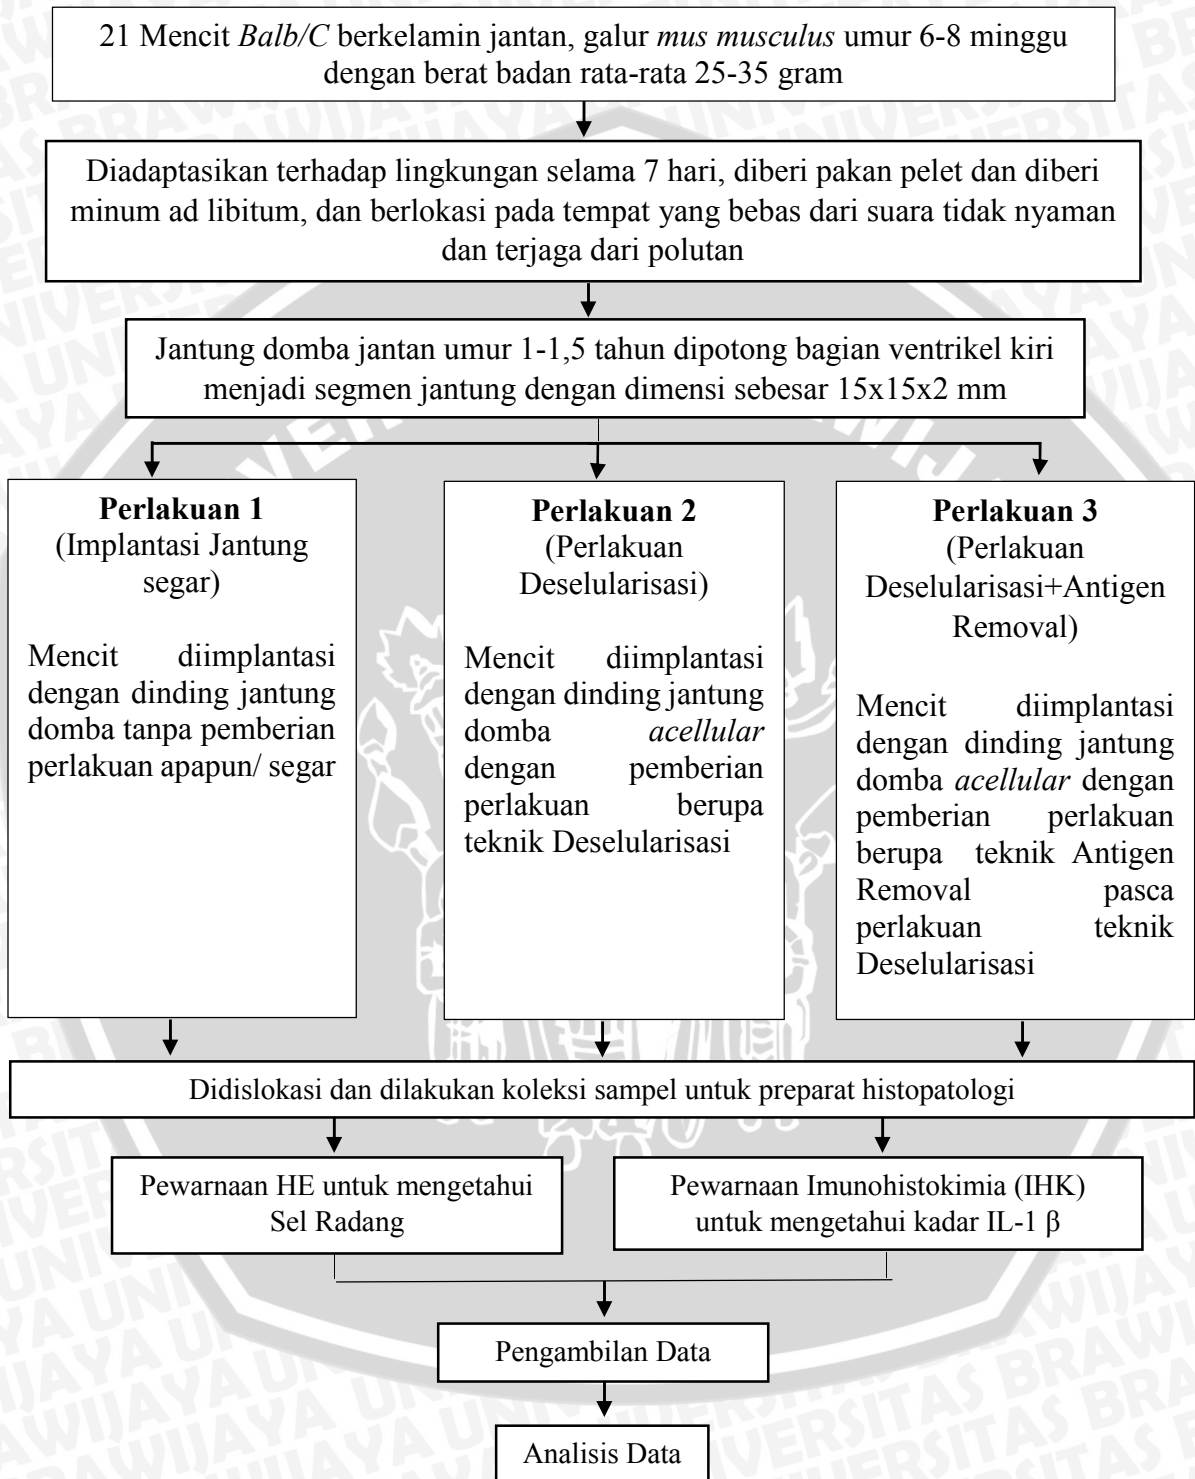 21 Mencit Balb/C berkelamin jantan, galur mus musculus umur 6-8 minggu
dengan berat badan rata-rata 25-35 gram
Diadaptasikan terhadap lingkungan selama 7 hari, diberi pakan pelet dan diberi
minum ad libitum, dan berlokasi pada tempat yang bebas dari suara tidak nyaman
dan terjaga dari polutan
Jantung domba jantan umur 1-1,5 tahun dipotong bagian ventrikel kiri
menjadi segmen jantung dengan dimensi sebesar 15x15x2 mm
Perlakuan 1
(Implantasi Jantung
segar)
Mencit diimplantasi
dengan dinding jantung
domba tanpa pemberian
perlakuan apapun/ segar
Perlakuan 2
(Perlakuan
Deselularisasi)
Mencit diimplantasi
dengan dinding jantung
domba acellular
dengan pemberian
perlakuan berupa
teknik Deselularisasi
Perlakuan 3
(Perlakuan
Deselularisasi+Antigen
Removal)
Mencit diimplantasi
dengan dinding jantung
domba acellular dengan
pemberian perlakuan
berupa teknik Antigen
Removal pasca
perlakuan teknik
Deselularisasi
Didislokasi dan dilakukan koleksi sampel untuk preparat histopatologi
Pewarnaan HE untuk mengetahui
Sel Radang
Pewarnaan Imunohistokimia (IHK)
untuk mengetahui kadar IL-1 β
Pengambilan Data
Analisis Data